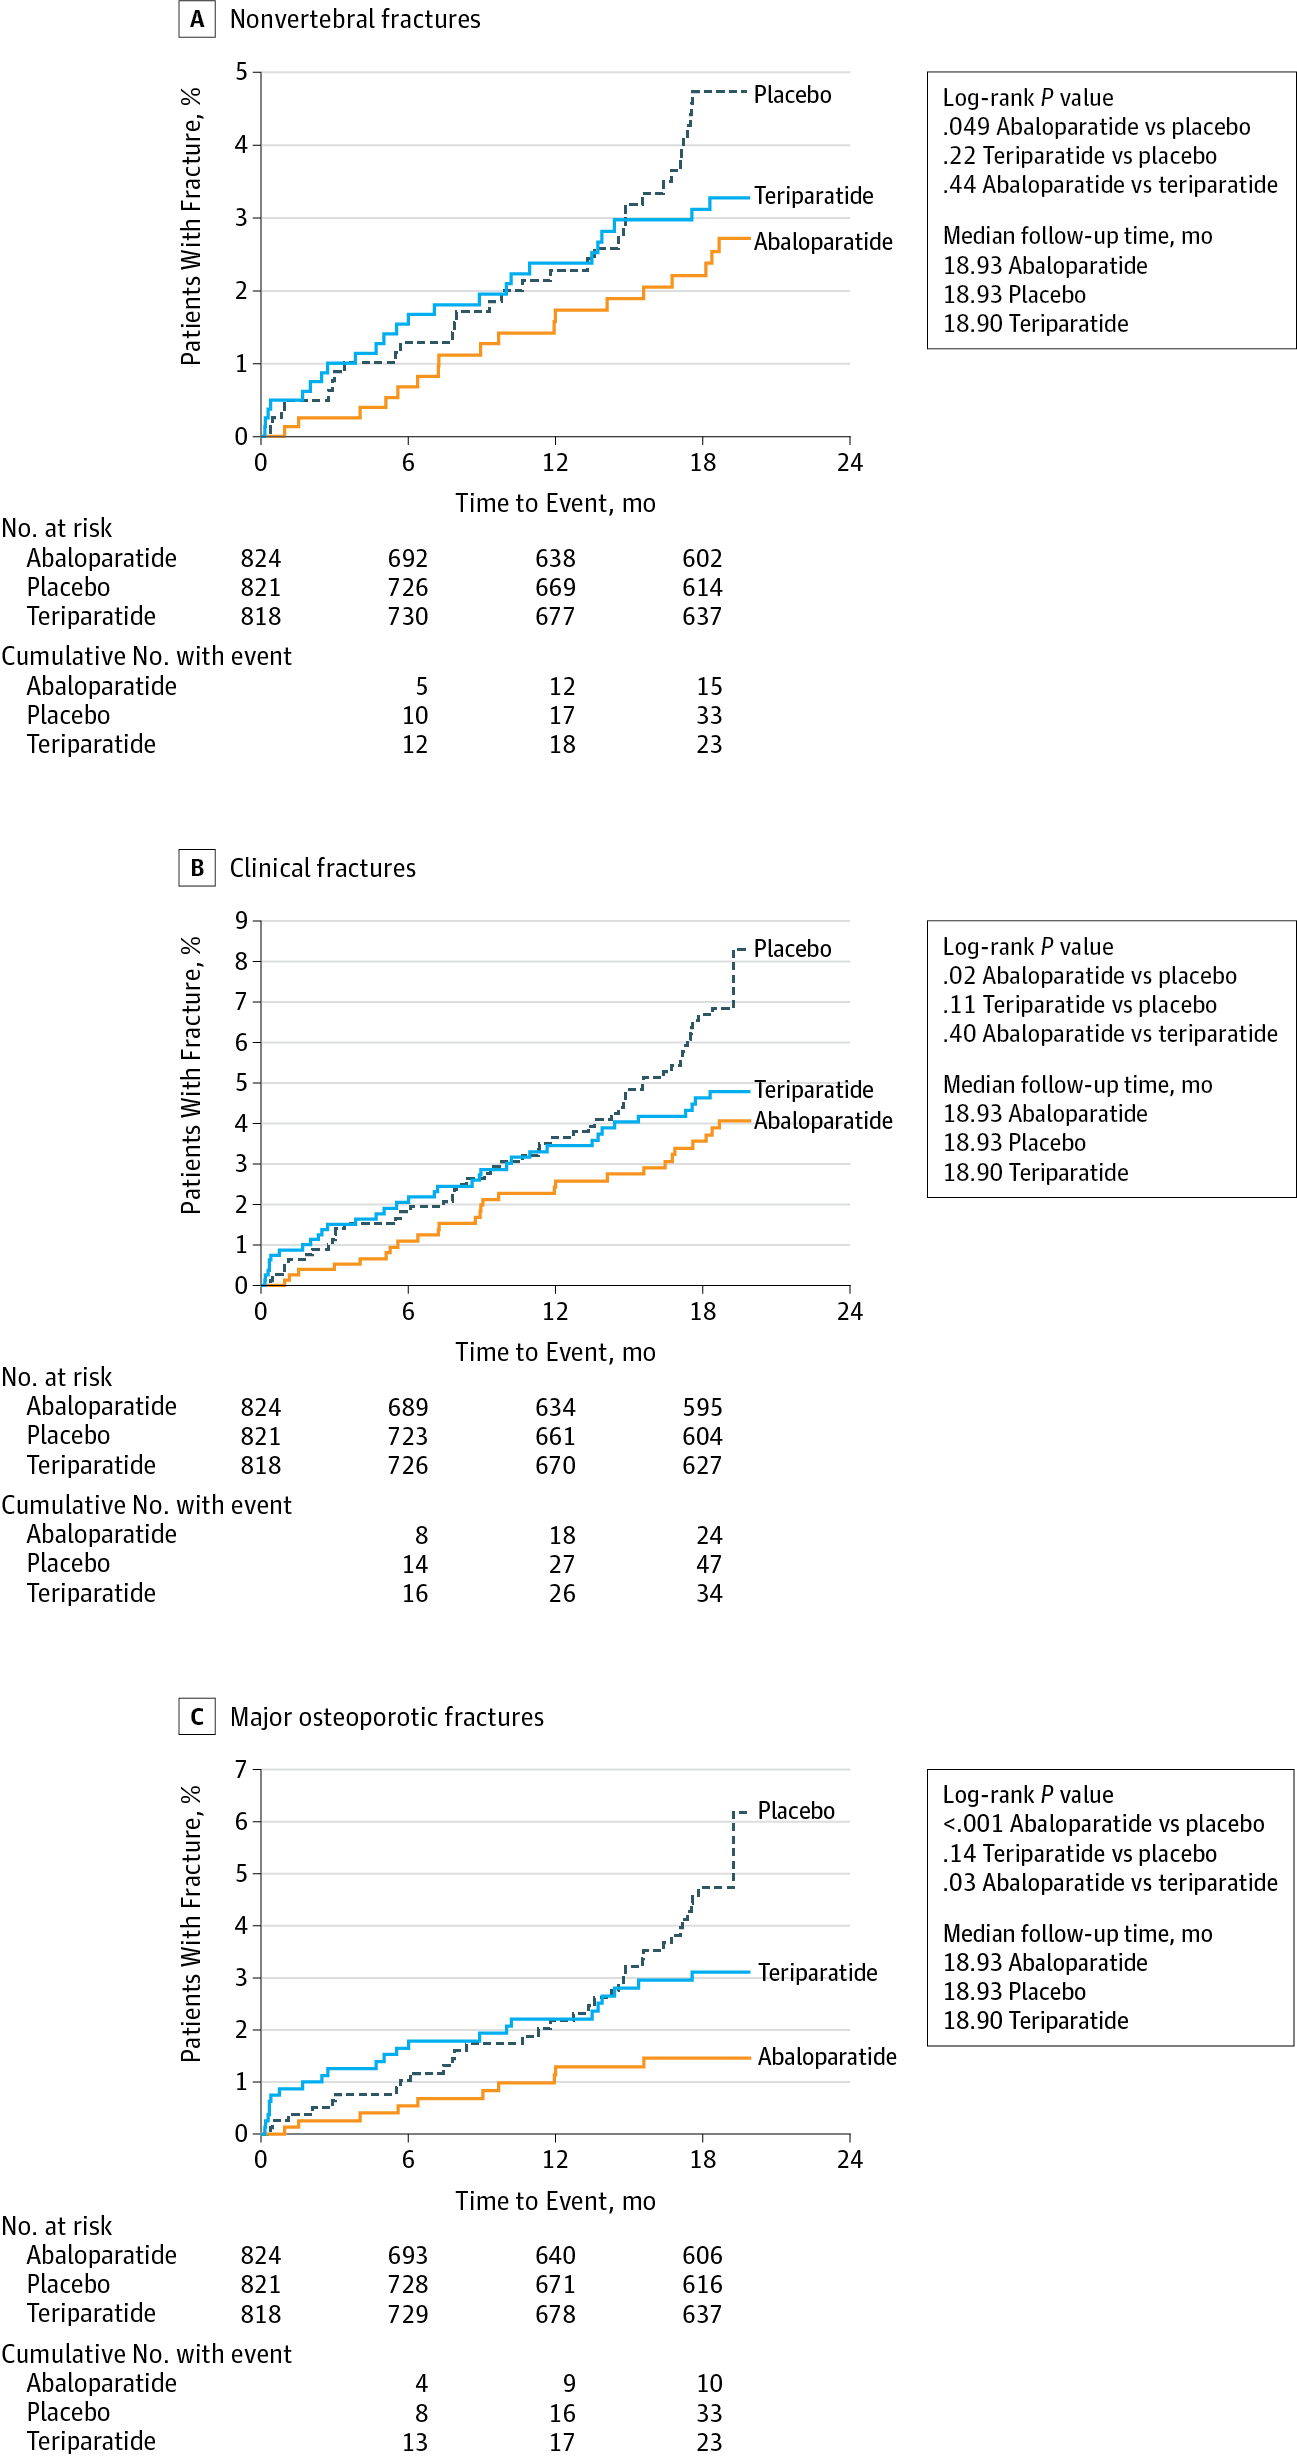 A Nonvertebral fractures
Patients With Fracture, %
5
4
3
2
1
0
Placebo
Teriparatide
Abaloparatide
0 6 12 18 24
Time to Event, mo
Log-rank P value
.049 Abaloparatide vs placebo
.22 Teriparatide vs placebo
.44 Abaloparatide vs teriparatide
Median follow-up time, mo
18.93 Abaloparatide
18.93 Placebo
18.90 Teriparatide
No. at risk
Abaloparatide 824 692 638 602
Placebo 821 726 669 614
Teriparatide 818 730 677 637
Cumulative No. with event
Abaloparatide 5 12 15
Placebo 10 17 33
Teriparatide 12 18 23
B Clinical fractures
Patients With Fracture, %
9
8
7
6
5
4
3
2
1
0
Placebo
Teriparatide
Abaloparatide
0 6 12 18 24
Time to Event, mo
Log-rank P value
.02 Abaloparatide vs placebo
.11 Teriparatide vs placebo
.40 Abaloparatide vs teriparatide
Median follow-up time, mo
18.93 Abaloparatide
18.93 Placebo
18.90 Teriparatide
No. at risk
Abaloparatide 824 689 634 595
Placebo 821 723 661 604
Teriparatide 818 726 670 627
Cumulative No. with event
Abaloparatide 8 18 24
Placebo 14 27 47
Teriparatide 16 26 34
C Major osteoporotic fractures
Patients With Fracture, %
7
6
5
4
3
2
1
0
Placebo
Teriparatide
Abaloparatide
0 6 12 18 24
Time to Event, mo
Log-rank P value
<.001 Abaloparatide vs placebo
.14 Teriparatide vs placebo
.03 Abaloparatide vs teriparatide
Median follow-up time, mo
18.93 Abaloparatide
18.93 Placebo
18.90 Teriparatide
No. at risk
Abaloparatide 824 693 640 606
Placebo 821 728 671 616
Teriparatide 818 729 678 637
Cumulative No. with event
Abaloparatide 4 9 10
Placebo 8 16 33
Teriparatide 13 17 23